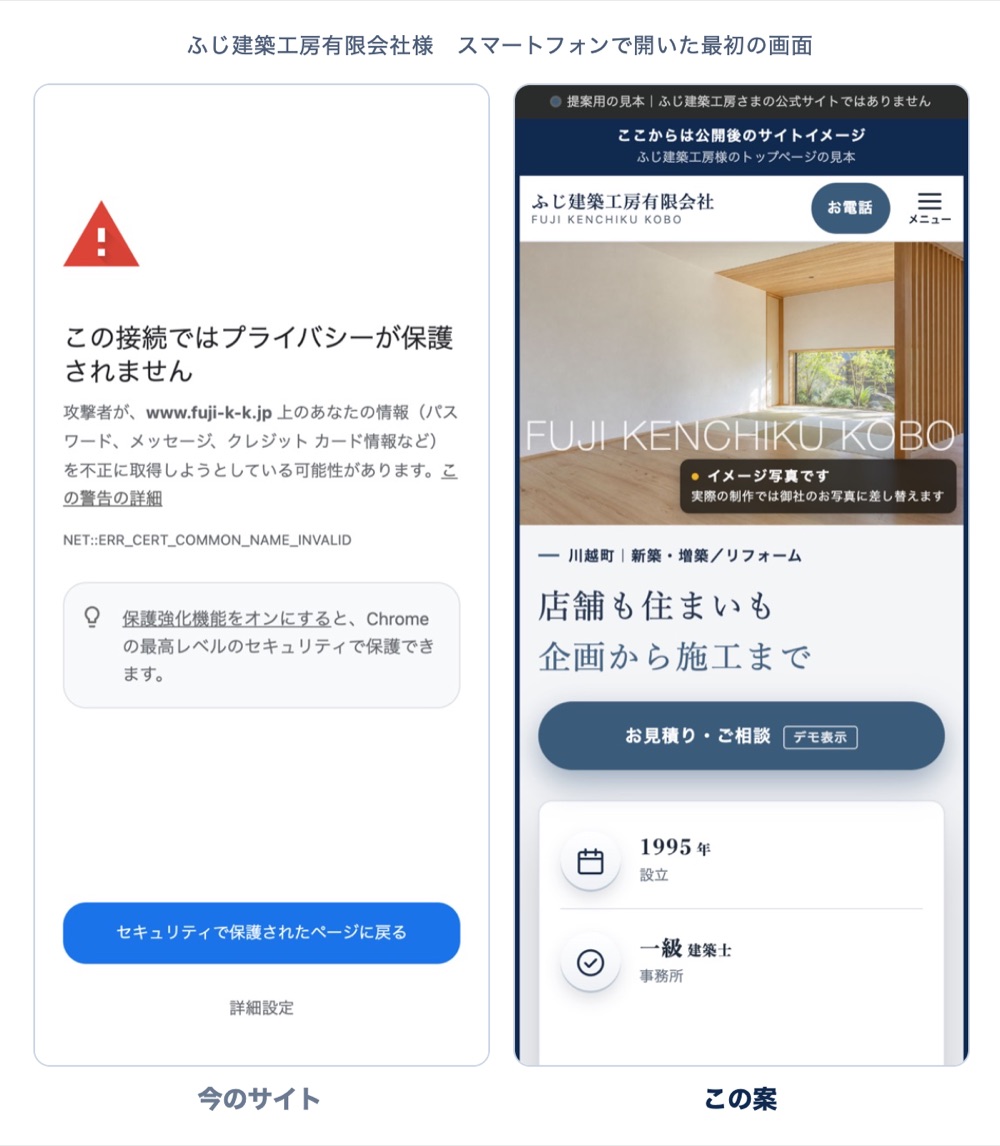 ふじ建築工房有限会社様　スマートフォンで開いた最初の画面
この接続ではプライバシーが保護
されません
攻撃者が、www.fuji-k-k.jp 上のあなたの情報（パス
ワード、メッセージ、クレジット カード情報など）
を不正に取得しようとしている可能性があります。こ
の警告の詳細
NET::ERR_CERT_COMMON_NAME_INVALID
保護強化機能をオンにすると、Chrome
の最高レベルのセキュリティで保護でき
ます。
セキュリティで保護されたページに戻る
詳細設定
今のサイト
提案用の見本｜ふじ建築工房さまの公式サイトではありません
ここからは公開後のサイトイメージ
ふじ建築工房様のトップページの見本
ふじ建築工房有限会社
FUJI KENCHIKU KOBO
お電話
メニュー
FUJI KENCHIKU KOBO
イメージ写真です
実際の制作では御社のお写真に差し替えます
川越町｜新築・増築／リフォーム
店舗も住まいも
企画から施工まで
お見積り・ご相談 デモ表示
1995 年
設立
一級 建築士
事務所
この案